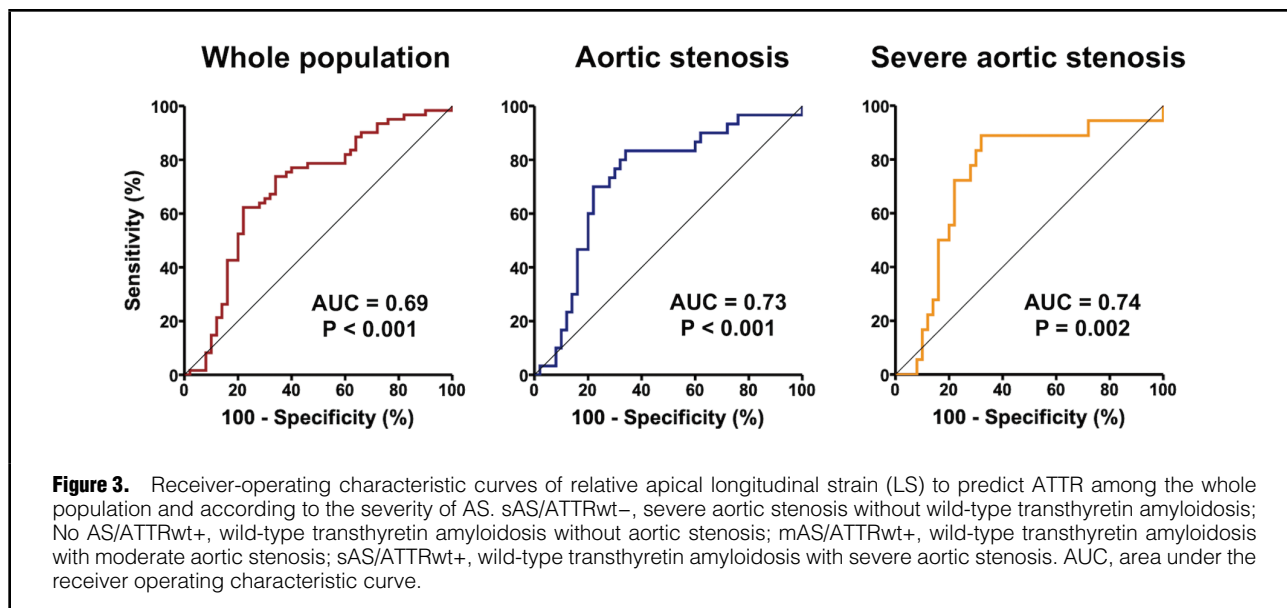 Whole population
Aortic stenosis
Severe aortic stenosis
Sensitivity (%)
100
80
60
40
20
0
0 20 40 60 80 100
100 - Specificity (%)
AUC = 0.69
P < 0.001
100
80
60
40
20
0
0 20 40 60 80 100
100 - Specificity (%)
AUC = 0.73
P < 0.001
100
80
60
40
20
0
0 20 40 60 80 100
100 - Specificity (%)
AUC = 0.74
P = 0.002
Figure 3. Receiver-operating characteristic curves of relative apical longitudinal strain (LS) to predict ATTR among the whole
population and according to the severity of AS. sAS/ATTRwt−, severe aortic stenosis without wild-type transthyretin amyloidosis;
No AS/ATTRwt+, wild-type transthyretin amyloidosis without aortic stenosis; mAS/ATTRwt+, wild-type transthyretin amyloidosis
with moderate aortic stenosis; sAS/ATTRwt+, wild-type transthyretin amyloidosis with severe aortic stenosis. AUC, area under the
receiver operating characteristic curve.